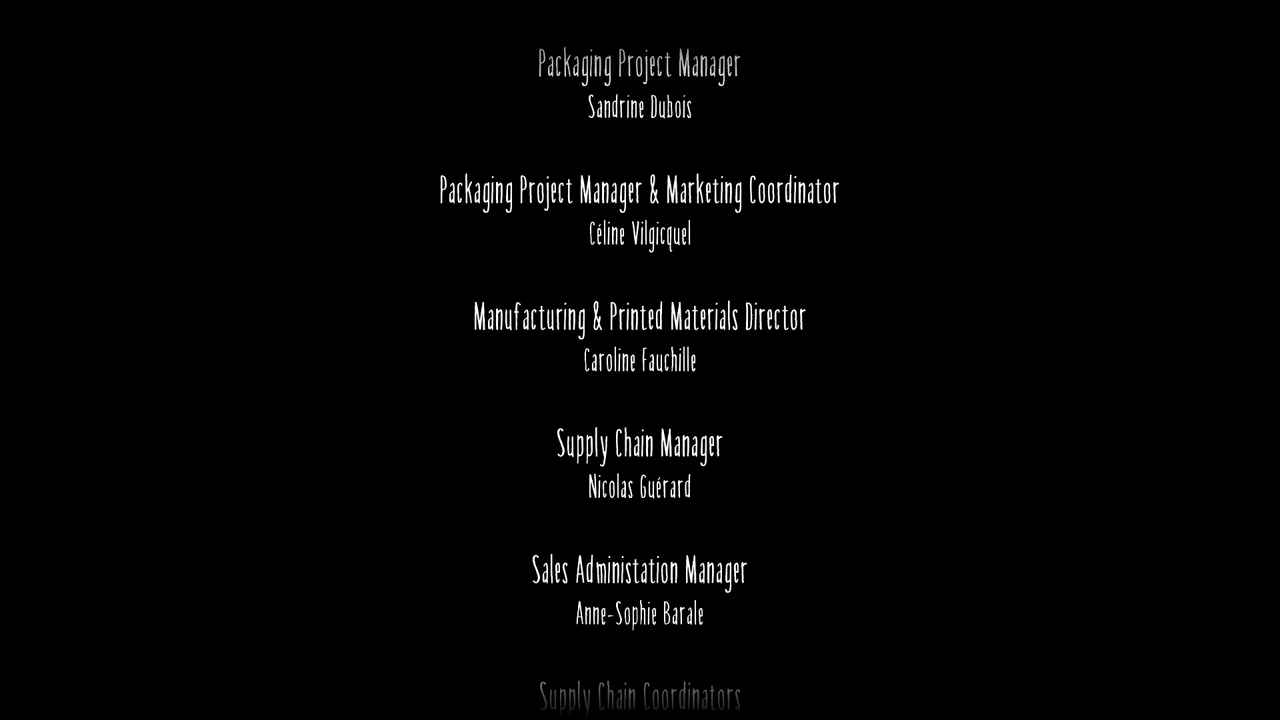 Packaging Project Manager
Sandrine Dubois
Packaging Project Manager & Marketing Coordinator
Céline Vilgicquel
Manufacturing & Printed Materials Director
Caroline Fauchille
Supply Chain Manager
Nicolas Guérard
Sales Administation Manager
Anne-Sophie Barale
Supply Chain Coordinators